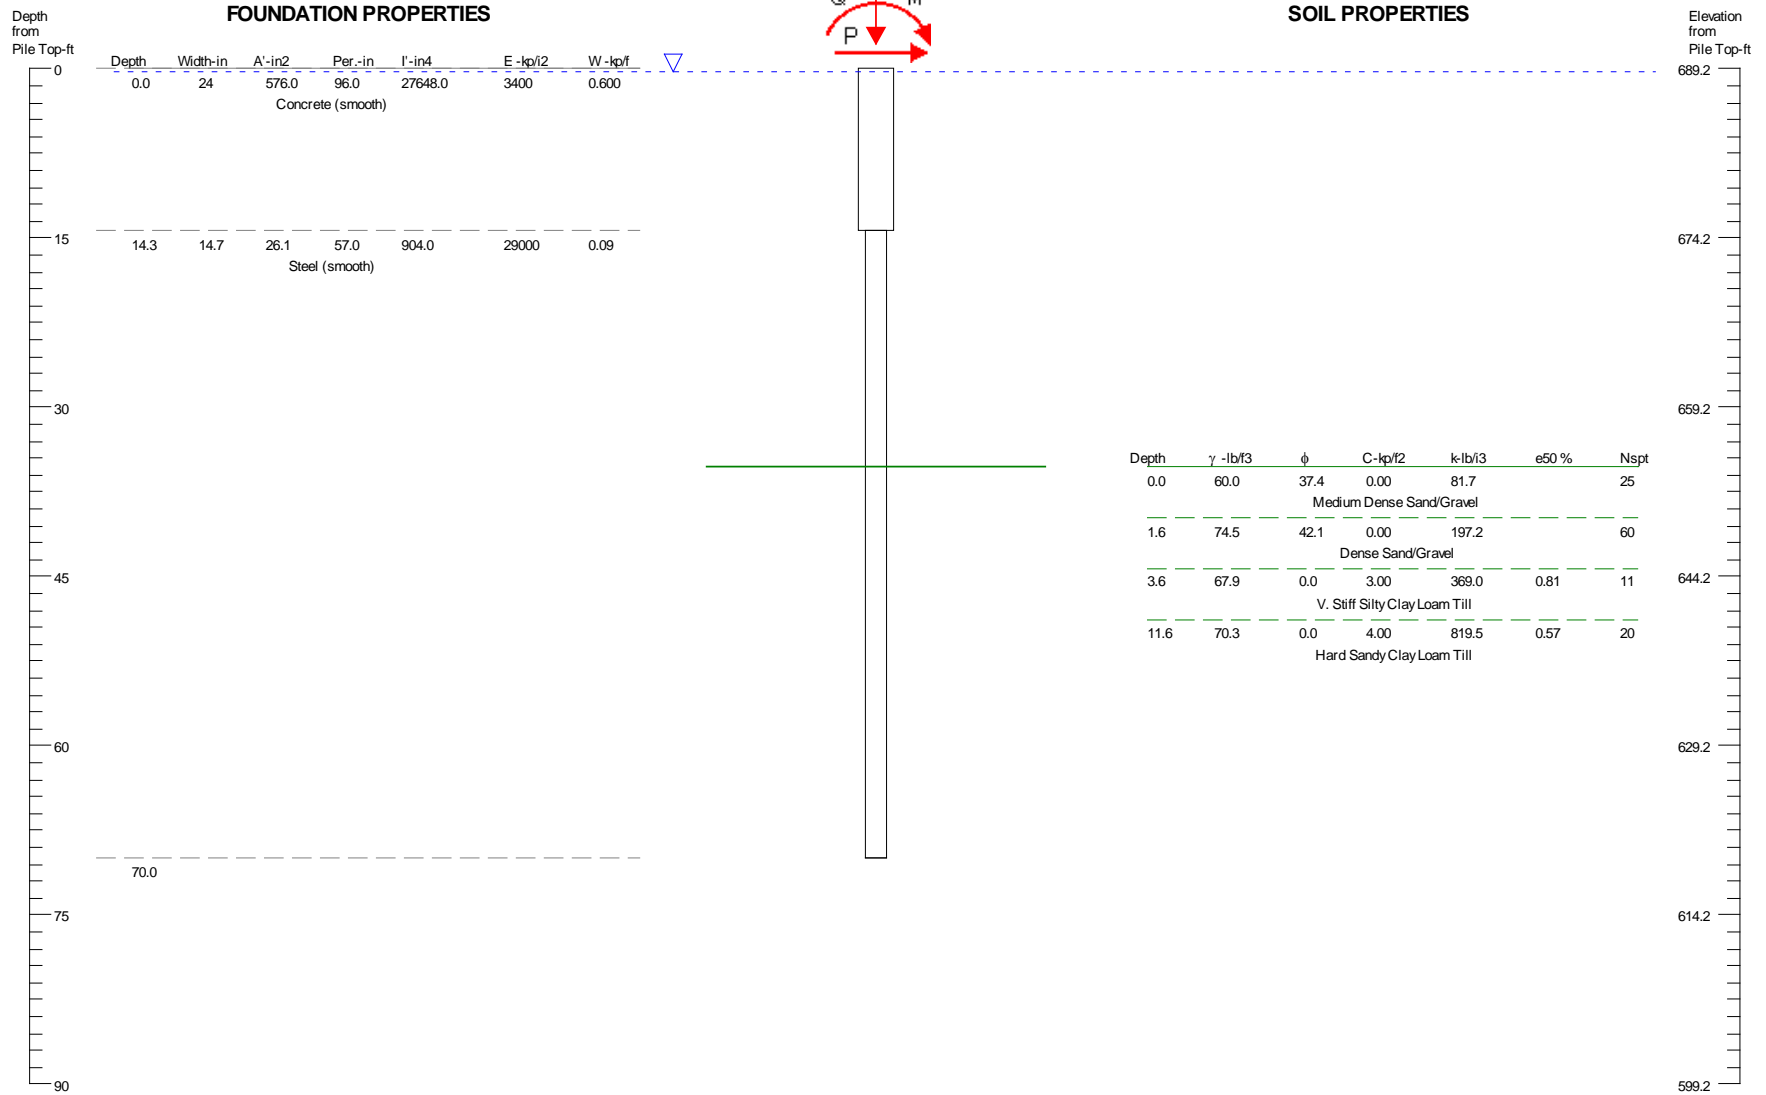 FOUNDATION PROPERTIES
SOIL PROPERTIES
Depth
from
Pile Top-ft
Elevation
from
Pile Top-ft
P
Depth Width-in A'-in2 Per.-in I'-in4 E -kp/i2 W -kp/f
0.0 24 576.0 96.0 27648.0 3400 0.600
Concrete (smooth)
14.3 14.7 26.1 57.0 904.0 29000 0.09
Steel (smooth)
70.0
0
15
30
45
60
75
90
Depth γ -lb/f3 ϕ C-kp/f2 k-lb/i3 e50 % Nspt
0.0 60.0 37.4 0.00 81.7 25
Medium Dense Sand/Gravel
1.6 74.5 42.1 0.00 197.2 60
Dense Sand/Gravel
3.6 67.9 0.0 3.00 369.0 0.81 11
V. Stiff Silty Clay Loam Till
11.6 70.3 0.0 4.00 819.5 0.57 20
Hard Sandy Clay Loam Till
689.2
674.2
659.2
644.2
629.2
614.2
599.2